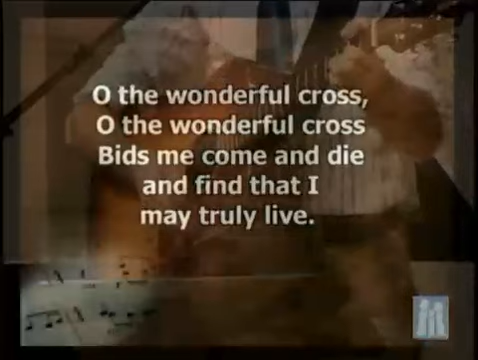 O the wonderful cross,
O the wonderful cross
Bids me come and die
and find that I
may truly live.